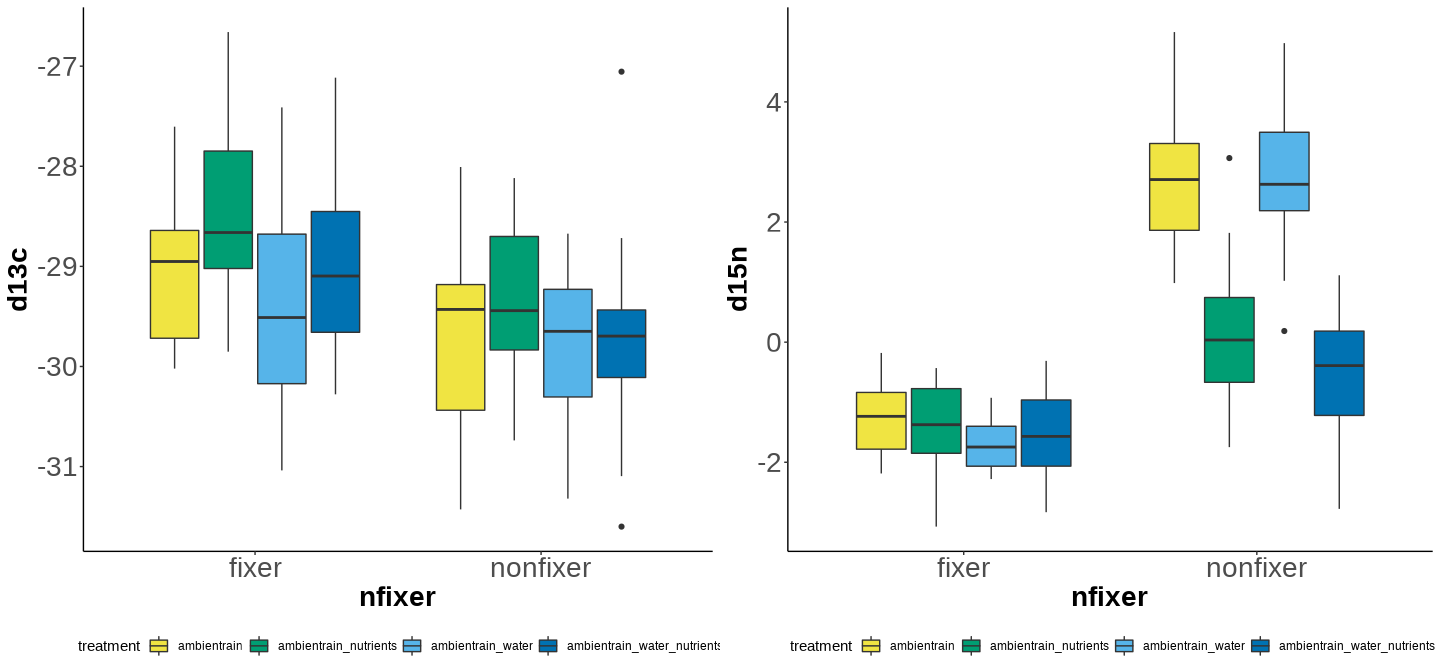 d13c
-27
-28
-29
-30
-31
fixer nonfixer
nfixer
treatment ambientrain ambientrain_nutrients ambientrain_water ambientrain_water_nutrients
d15n
4
2
0
-2
fixer nonfixer
nfixer
treatment ambientrain ambientrain_nutrients ambientrain_water ambientrain_water_nutrients